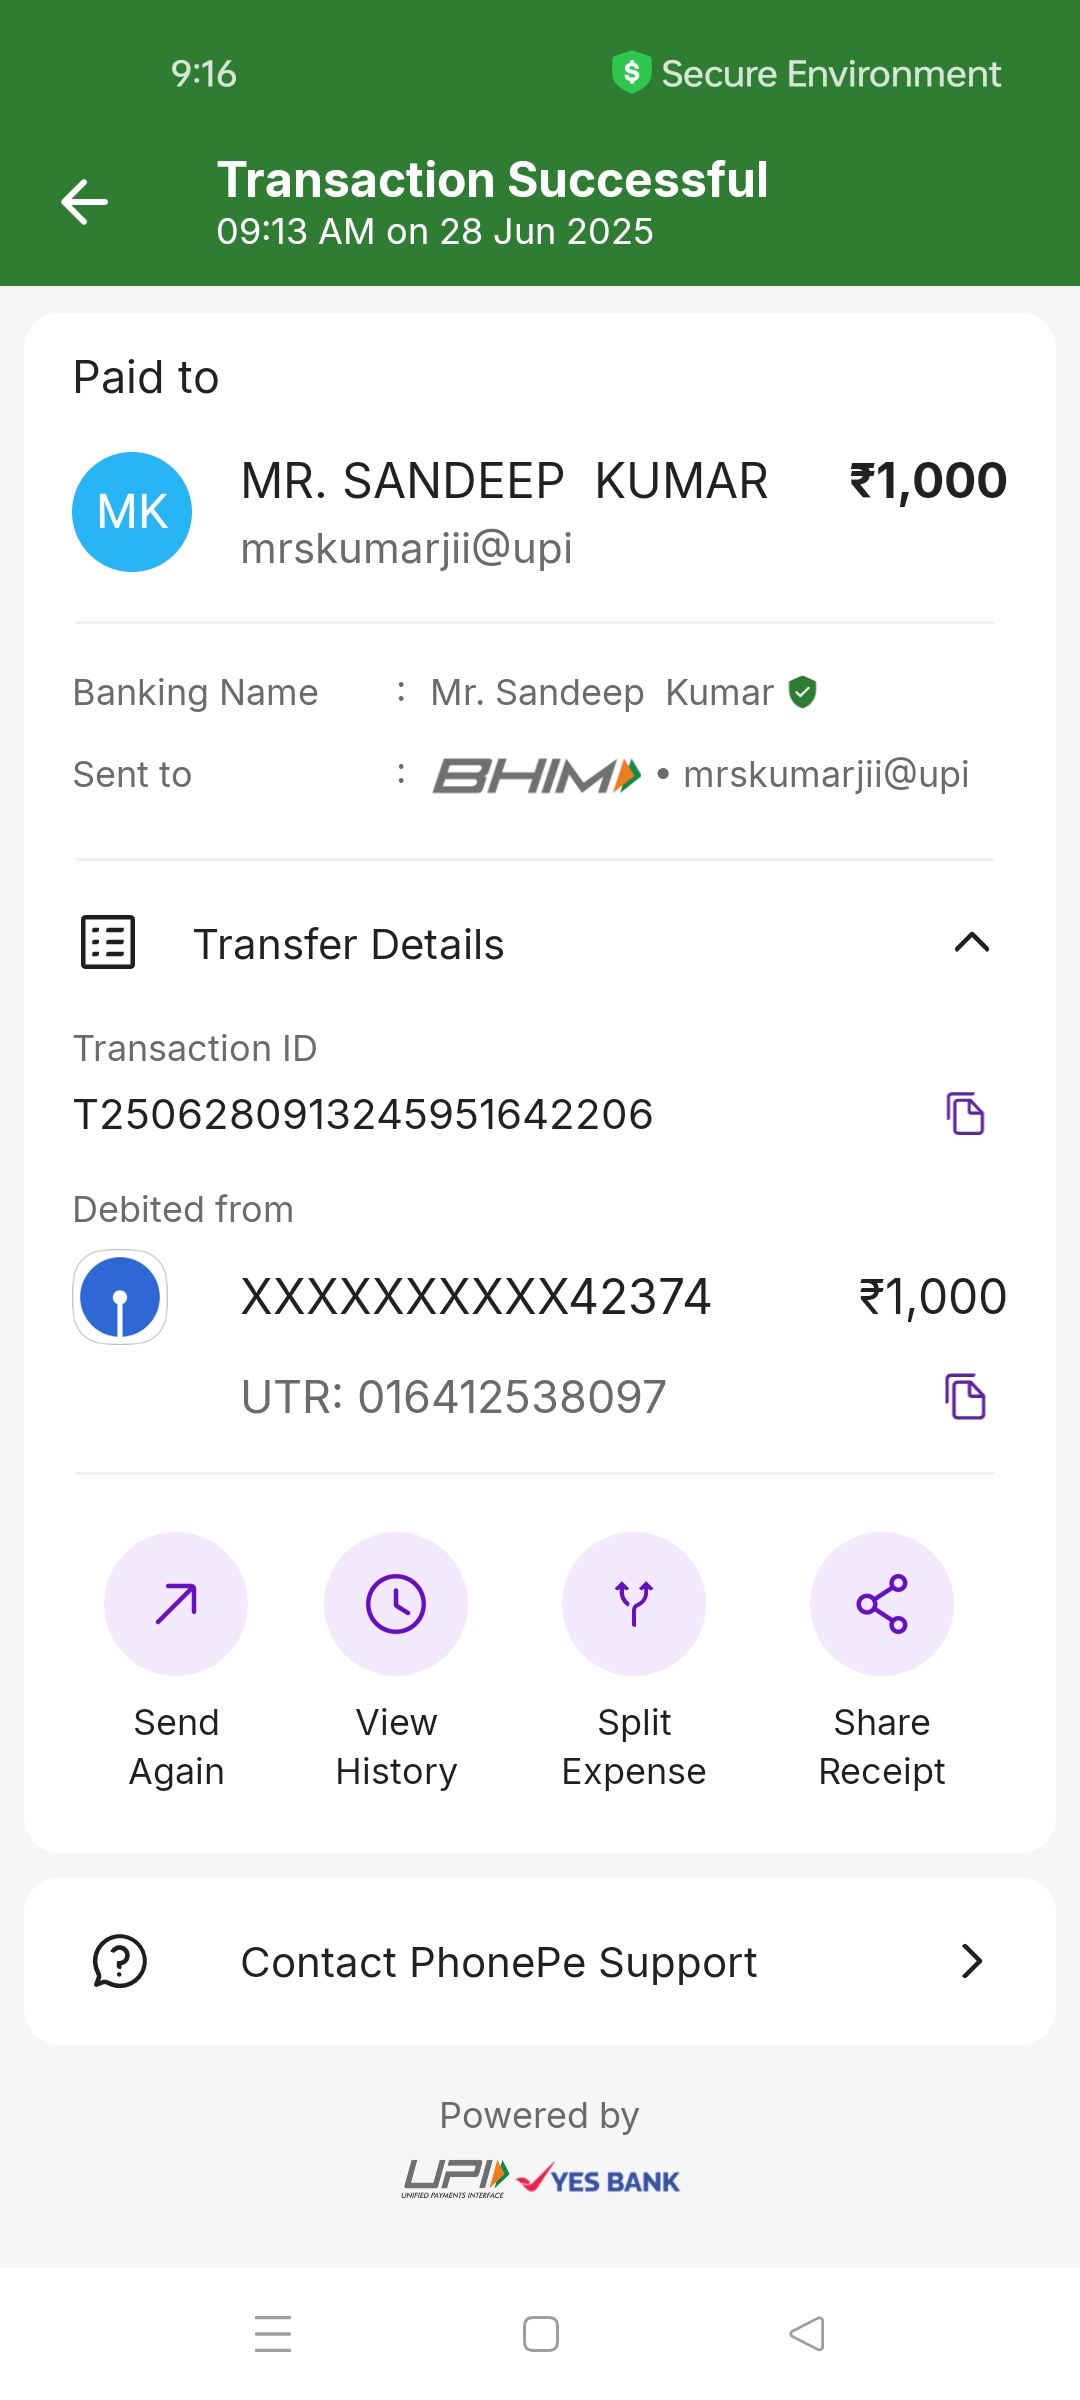 9:16
$ Secure Environment
Transaction Successful
09:13 AM on 28 Jun 2025
Paid to
MK
MR. SANDEEP  KUMAR ₹1,000
mrskumarjii@upi
Banking Name : Mr. Sandeep  Kumar
Sent to : BHIM • mrskumarjii@upi
Transfer Details
Transaction ID
T2506280913245951642206
Debited from
XXXXXXXXXX42374 ₹1,000
UTR: 016412538097
Send Again
View History
Split Expense
Share Receipt
Contact PhonePe Support
Powered by
UPI YES BANK
UNIFIED PAYMENTS INTERFACE